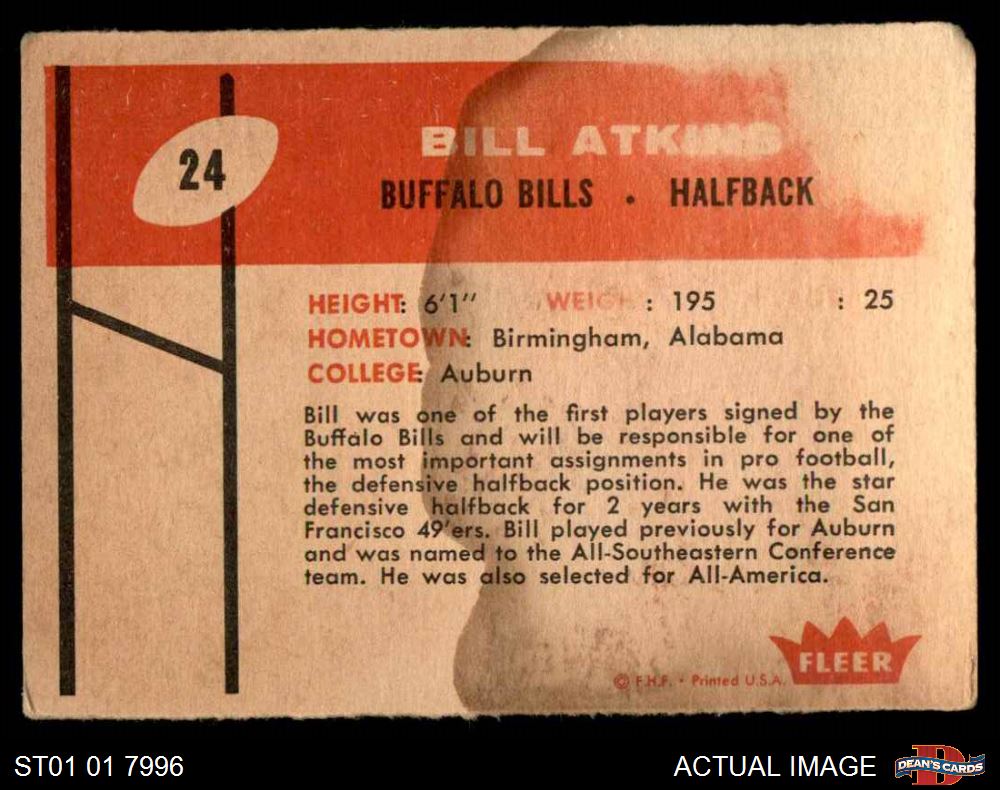 24
BILL ATKINS
BUFFALO BILLS • HALFBACK
HEIGHT: 6'1" : 195 : 25
HOMETOWN: Birmingham, Alabama
COLLEGE: Auburn
Bill was one of the first players signed by the
Buffalo Bills and will be responsible for one of
the most important assignments in pro football,
the defensive halfback position. He was the star
defensive halfback for 2 years with the San
Francisco 49'ers. Bill played previously for Auburn
and was named to the All-Southeastern Conference
team. He was also selected for All-America.
FLEER
© F.H.F. • Printed U.S.A.
ST01 01 7996 ACTUAL IMAGE DEAN'S CARDS